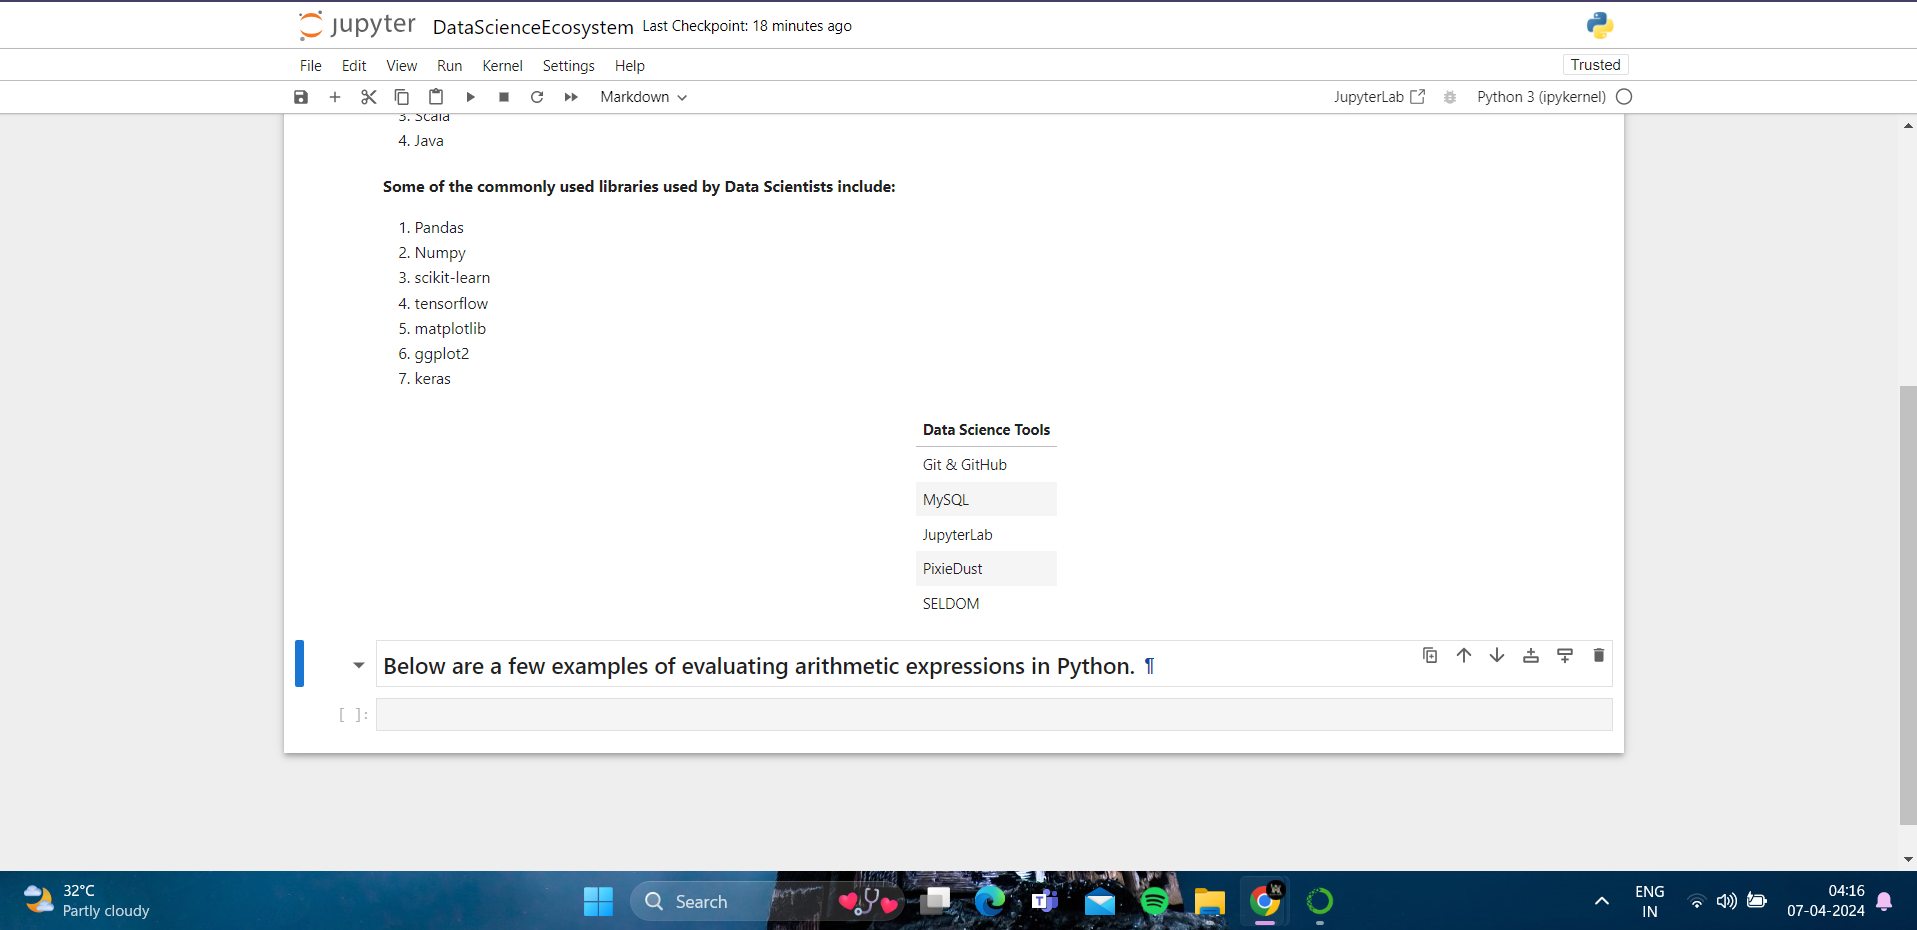 jupyter DataScienceEcosystem Last Checkpoint: 18 minutes ago
File Edit View Run Kernel Settings Help Trusted
Markdown JupyterLab Python 3 (ipykernel)
3. Scala
4. Java
Some of the commonly used libraries used by Data Scientists include:
1. Pandas
2. Numpy
3. scikit-learn
4. tensorflow
5. matplotlib
6. ggplot2
7. keras
Data Science Tools
Git & GitHub
MySQL
JupyterLab
PixieDust
SELDOM
Below are a few examples of evaluating arithmetic expressions in Python. ¶
[ ]:
32°C
Partly cloudy
Search
ENG
IN
04:16
07-04-2024